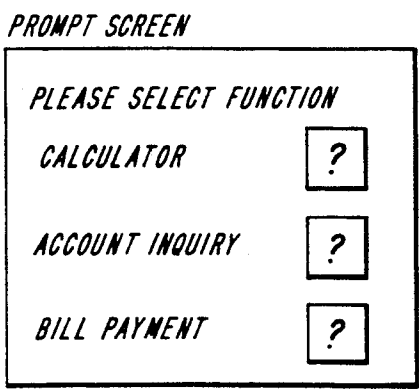 PROMPT SCREEN
PLEASE SELECT FUNCTION
CALCULATOR ?
ACCOUNT INQUIRY ?
BILL PAYMENT ?